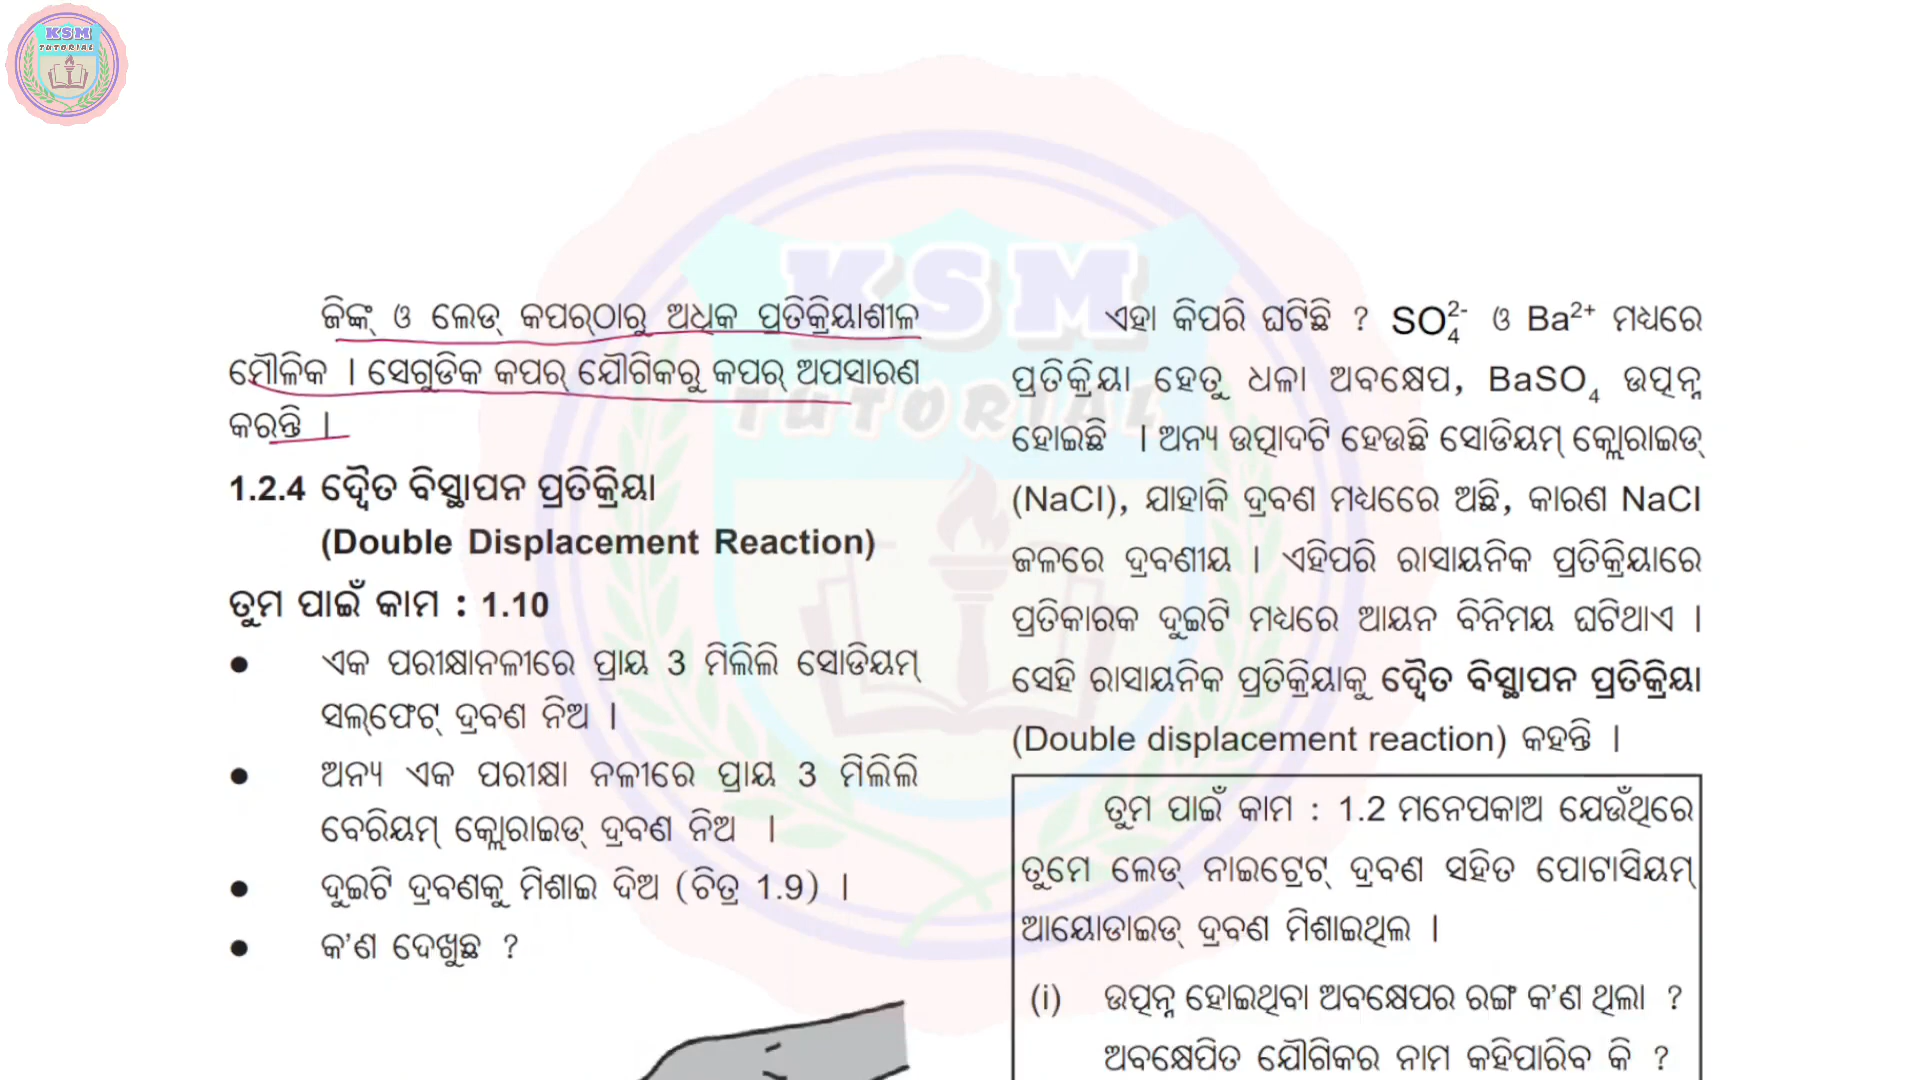 KSM
TUTORIAL
KSM
TUTORIAL
ଜିଙ୍କ୍ ଓ ଲେଡ୍ କପର୍‌ଠାରୁ ଅଧିକ ପ୍ରତିକ୍ରିୟାଶୀଳ
ମୌଳିକ । ସେଗୁଡିକ କପର୍ ଯୌଗିକରୁ କପର୍ ଅପସାରଣ
କରନ୍ତି ।
1.2.4 ଦ୍ୱୈତ ବିସ୍ଥାପନ ପ୍ରତିକ୍ରିୟା
(Double Displacement Reaction)
ତୁମ ପାଇଁ କାମ : 1.10
● ଏକ ପରୀକ୍ଷାନଳୀରେ ପ୍ରାୟ 3 ମିଲିଲି ସୋଡିୟମ୍
ସଲ୍‌ଫେଟ୍ ଦ୍ରବଣ ନିଅ ।
● ଅନ୍ୟ ଏକ ପରୀକ୍ଷା ନଳୀରେ ପ୍ରାୟ 3 ମିଲିଲି
ବେରିୟମ୍ କ୍ଲୋରାଇଡ୍ ଦ୍ରବଣ ନିଅ ।
● ଦୁଇଟି ଦ୍ରବଣକୁ ମିଶାଇ ଦିଅ (ଚିତ୍ର 1.9) ।
● କ’ଣ ଦେଖୁଛ ?
ଏହା କିପରି ଘଟିଛି ? SO₄²⁻ ଓ Ba²⁺ ମଧ୍ୟରେ
ପ୍ରତିକ୍ରିୟା ହେତୁ ଧଳା ଅବକ୍ଷେପ, BaSO₄ ଉତ୍ପନ୍ନ
ହୋଇଛି । ଅନ୍ୟ ଉତ୍ପାଦଟି ହେଉଛି ସୋଡିୟମ୍ କ୍ଲୋରାଇଡ୍
(NaCl), ଯାହାକି ଦ୍ରବଣ ମଧ୍ୟରେେ ଅଛି, କାରଣ NaCl
ଜଳରେ ଦ୍ରବଣୀୟ । ଏହିପରି ରାସାୟନିକ ପ୍ରତିକ୍ରିୟାରେ
ପ୍ରତିକାରକ ଦୁଇଟି ମଧ୍ୟରେ ଆୟନ ବିନିମୟ ଘଟିଥାଏ ।
ସେହି ରାସାୟନିକ ପ୍ରତିକ୍ରିୟାକୁ ଦ୍ୱୈତ ବିସ୍ଥାପନ ପ୍ରତିକ୍ରିୟା
(Double displacement reaction) କହନ୍ତି ।
ତୁମ ପାଇଁ କାମ : 1.2 ମନେପକାଅ ଯେଉଁଥିରେ
ତୁମେ ଲେଡ୍ ନାଇଟ୍ରେଟ୍ ଦ୍ରବଣ ସହିତ ପୋଟାସିୟମ୍
ଆୟୋଡାଇଡ୍ ଦ୍ରବଣ ମିଶାଇଥିଲ ।
(i) ଉତ୍ପନ୍ନ ହୋଇଥିବା ଅବକ୍ଷେପର ରଙ୍ଗ କ’ଣ ଥିଲା ?
ଅବକ୍ଷେପିତ ଯୌଗିକର ନାମ କହିପାରିବ କି ?